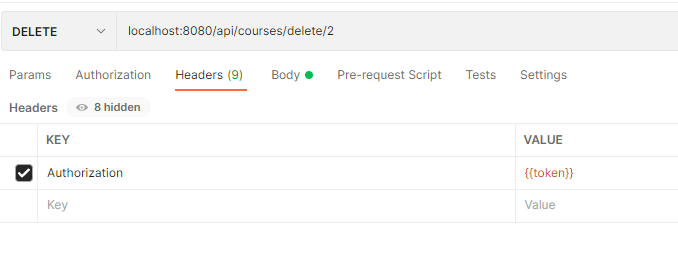 DELETE localhost:8080/api/courses/delete/2
Params Authorization Headers (9) Body Pre-request Script Tests Settings
Headers 8 hidden
KEY VALUE
Authorization {{token}}
Key Value